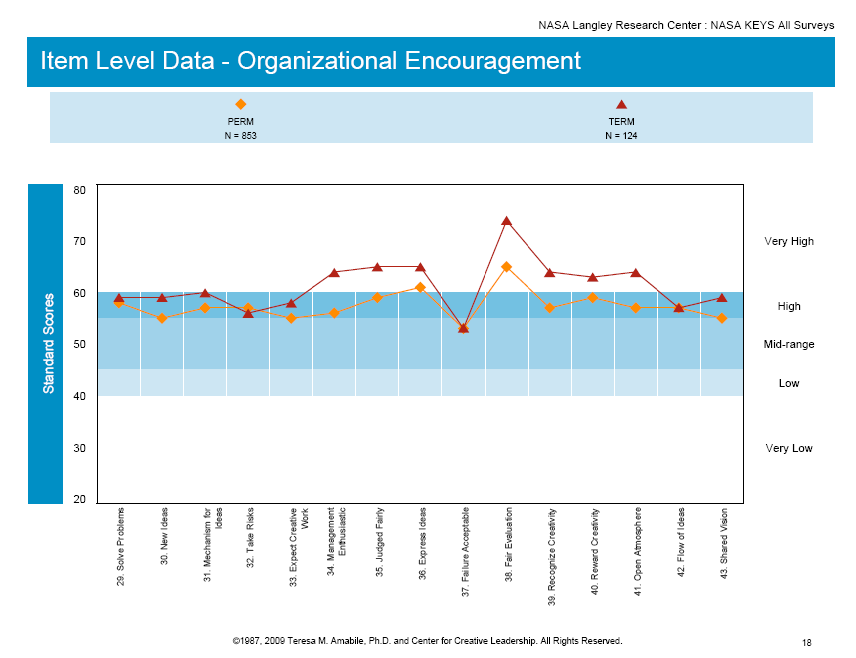 NASA Langley Research Center : NASA KEYS All Surveys
Item Level Data - Organizational Encouragement
PERM
N = 853
TERM
N = 124
Standard Scores
80
70
60
50
40
30
20
Very High
High
Mid-range
Low
Very Low
29. Solve Problems
30. New Ideas
31. Mechanism for
Ideas
32. Take Risks
33. Expect Creative
Work
34. Management
Enthusiastic
35. Judged Fairly
36. Express Ideas
37. Failure Acceptable
38. Fair Evaluation
39. Recognize Creativity
40. Reward Creativity
41. Open Atmosphere
42. Flow of Ideas
43. Shared Vision
©1987, 2009 Teresa M. Amabile, Ph.D. and Center for Creative Leadership. All Rights Reserved.
18